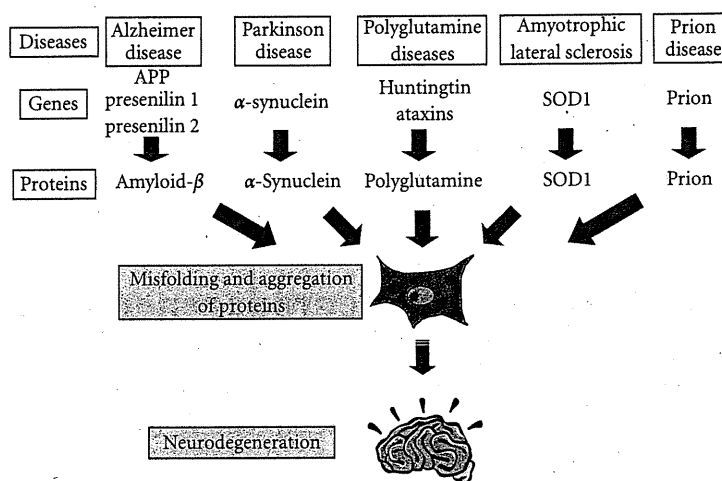 Diseases
Alzheimer
disease
Parkinson
disease
Polyglutamine
diseases
Amyotrophic
lateral sclerosis
Prion
disease
Genes
APP
presenilin 1
presenilin 2
α-synuclein
Huntingtin
ataxins
SOD1
Prion
Proteins
Amyloid-β
α-Synuclein
Polyglutamine
SOD1
Prion
Misfolding and aggregation
of proteins
Neurodegeneration